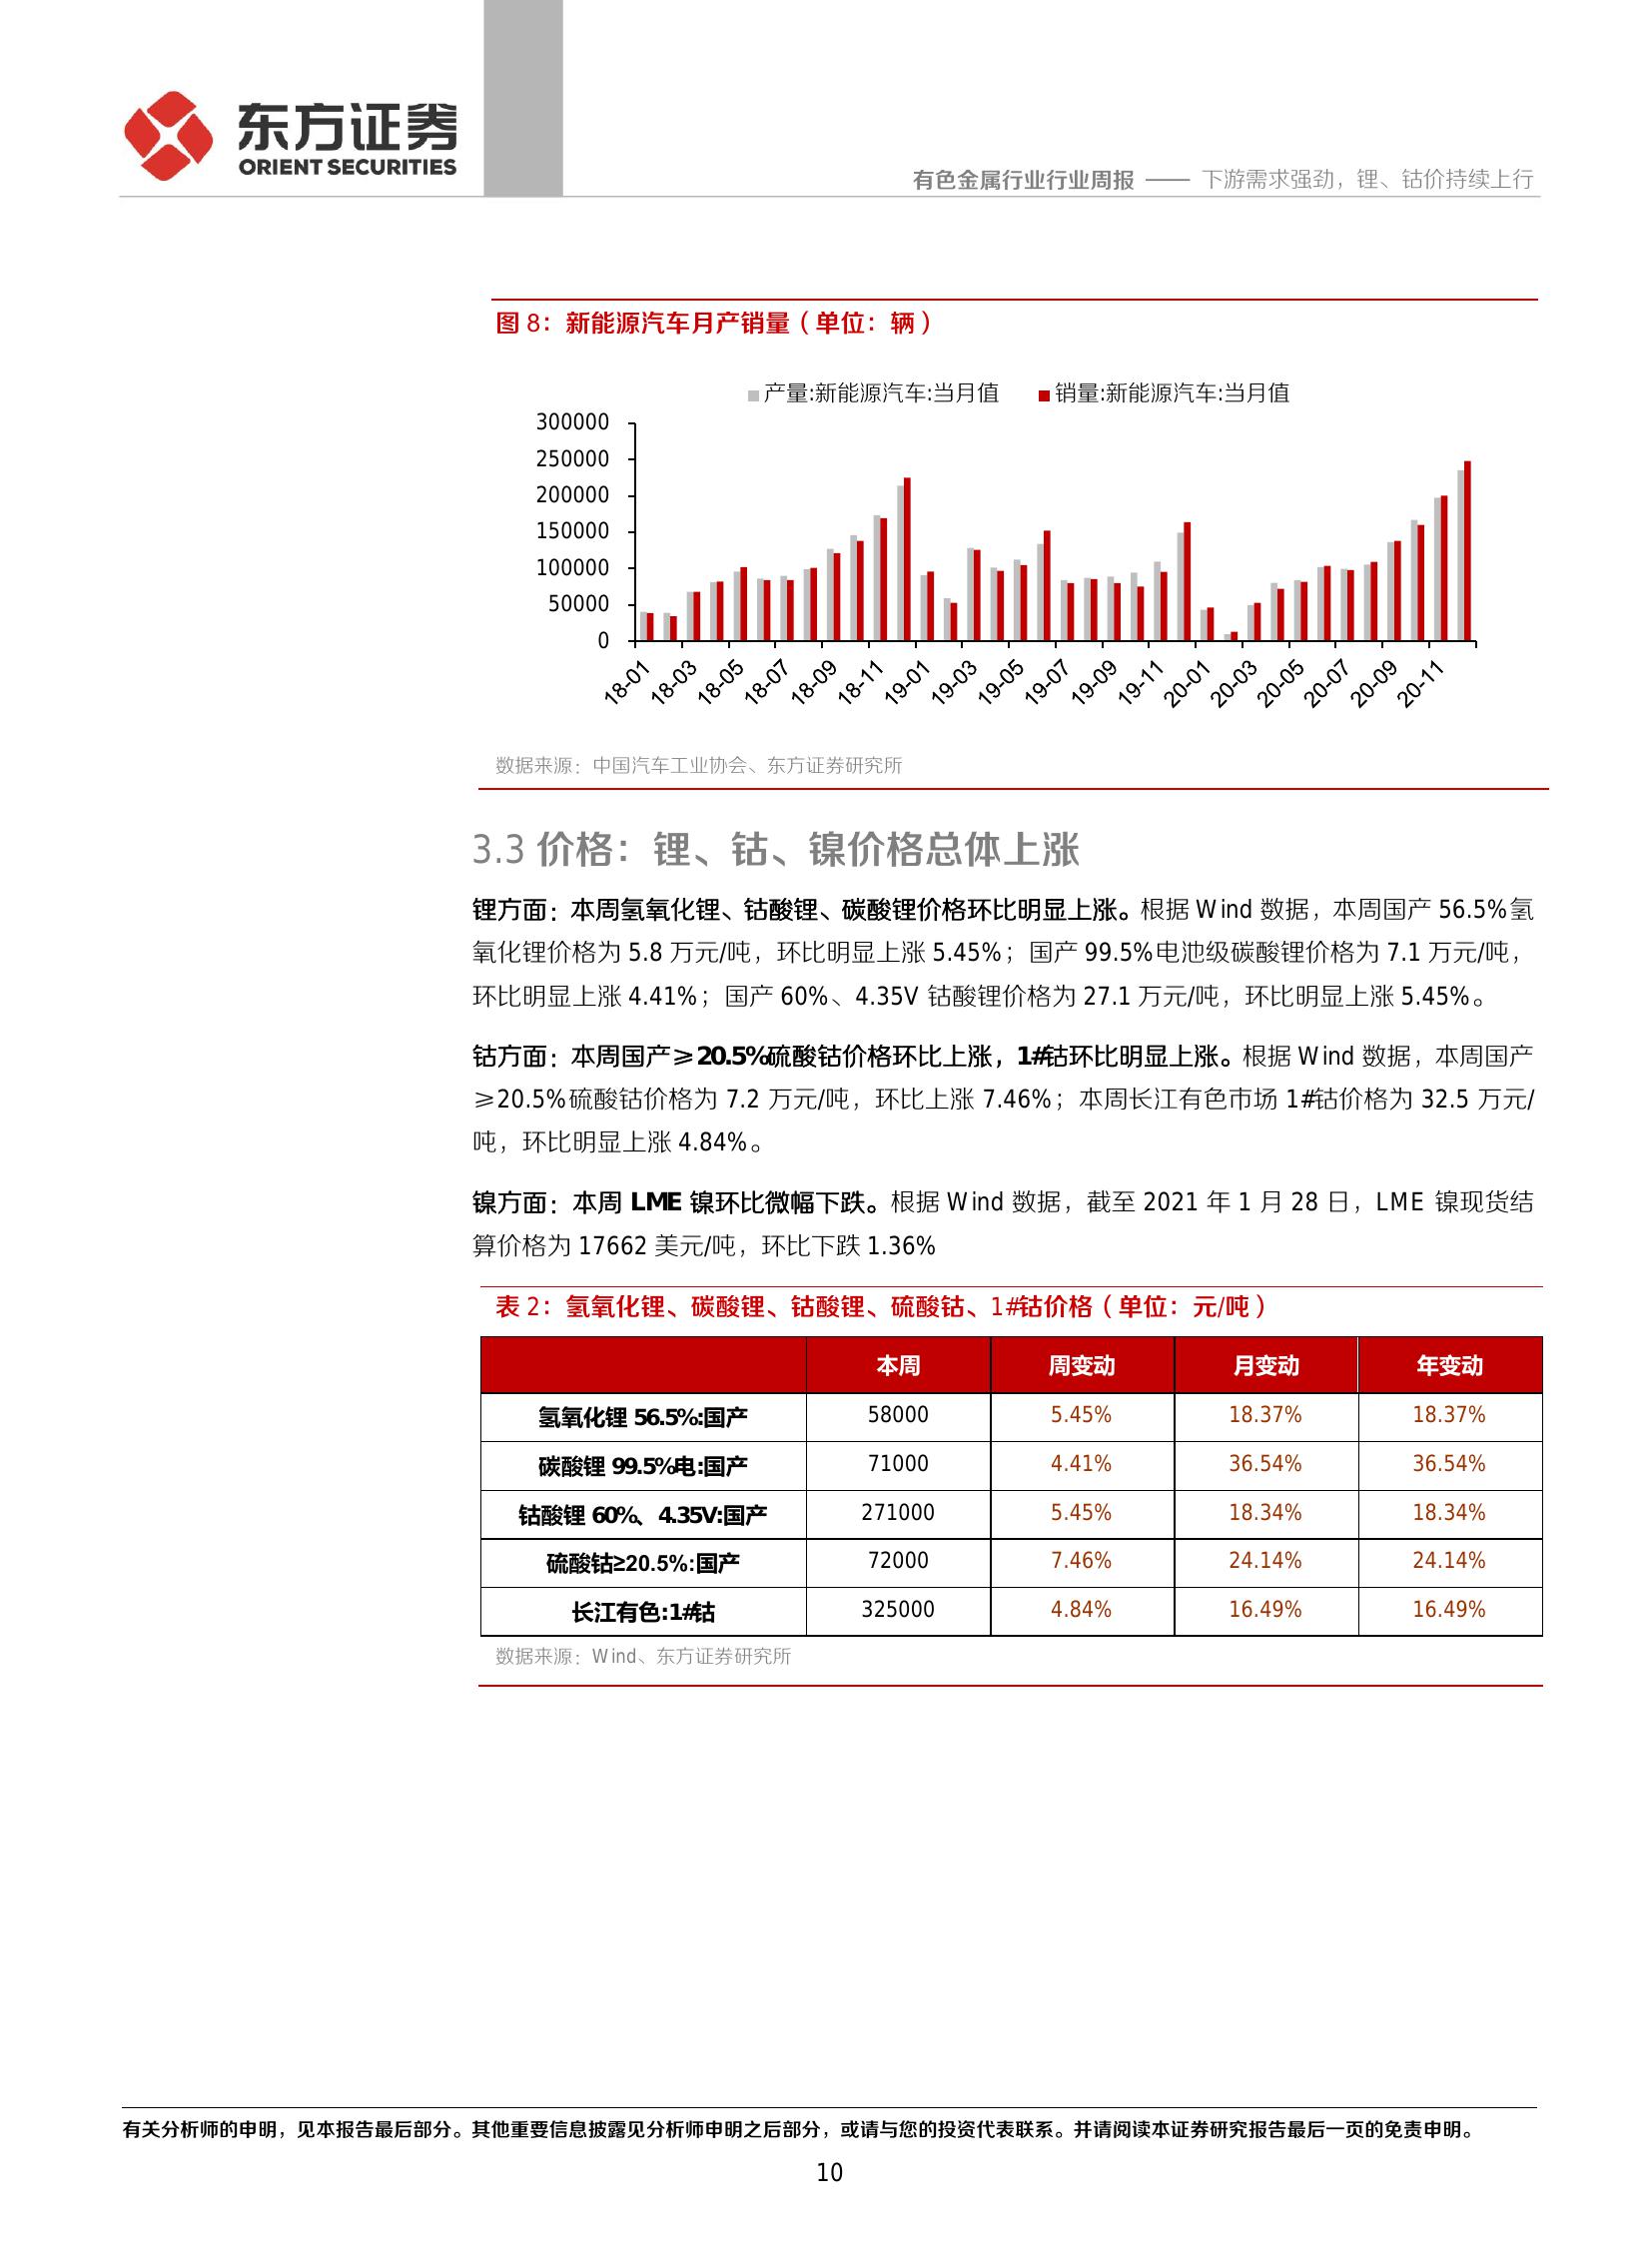 东方证券
ORIENT SECURITIES
有色金属行业行业周报 —— 下游需求强劲，锂、钴价持续上行
图 8：新能源汽车月产销量（单位：辆）
产量:新能源汽车:当月值 销量:新能源汽车:当月值
300000
250000
200000
150000
100000
50000
0
18-01 18-03 18-05 18-07 18-09 18-11 19-01 19-03 19-05 19-07 19-09 19-11 20-01 20-03 20-05 20-07 20-09 20-11
数据来源：中国汽车工业协会、东方证券研究所
3.3 价格：锂、钴、镍价格总体上涨
锂方面：本周氢氧化锂、钴酸锂、碳酸锂价格环比明显上涨。根据 Wind 数据，本周国产 56.5%氢
氧化锂价格为 5.8 万元/吨，环比明显上涨 5.45%；国产 99.5%电池级碳酸锂价格为 7.1 万元/吨，
环比明显上涨 4.41%；国产 60%、4.35V 钴酸锂价格为 27.1 万元/吨，环比明显上涨 5.45%。
钴方面：本周国产≥20.5%硫酸钴价格环比上涨，1#钴环比明显上涨。根据 Wind 数据，本周国产
≥20.5%硫酸钴价格为 7.2 万元/吨，环比上涨 7.46%；本周长江有色市场 1#钴价格为 32.5 万元/
吨，环比明显上涨 4.84%。
镍方面：本周 LME 镍环比微幅下跌。根据 Wind 数据，截至 2021 年 1 月 28 日，LME 镍现货结
算价格为 17662 美元/吨，环比下跌 1.36%
表 2：氢氧化锂、碳酸锂、钴酸锂、硫酸钴、1#钴价格（单位：元/吨）
本周 周变动 月变动 年变动
氢氧化锂 56.5%:国产 58000 5.45% 18.37% 18.37%
碳酸锂 99.5%电:国产 71000 4.41% 36.54% 36.54%
钴酸锂 60%、4.35V:国产 271000 5.45% 18.34% 18.34%
硫酸钴≥20.5%:国产 72000 7.46% 24.14% 24.14%
长江有色:1#钴 325000 4.84% 16.49% 16.49%
数据来源：Wind、东方证券研究所
有关分析师的申明，见本报告最后部分。其他重要信息披露见分析师申明之后部分，或请与您的投资代表联系。并请阅读本证券研究报告最后一页的免责申明。
10